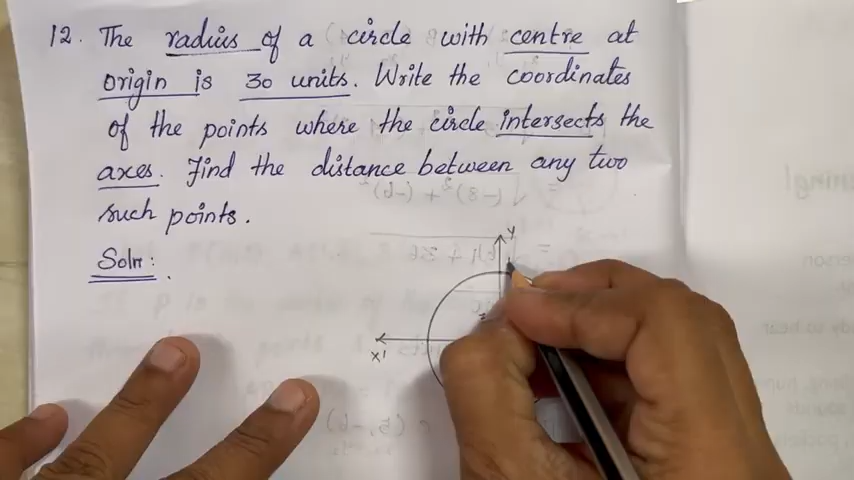 12. The radius of a circle with centre at
origin is 30 units. Write the coordinates
of the points where the circle intersects the
axes. Find the distance between any two
such points.
Soln:
Y
X'